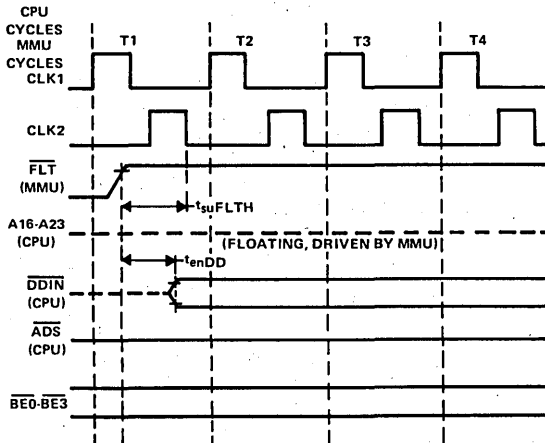 CPU
CYCLES
MMU
CYCLES
CLK1
T1 T2 T3 T4
CLK2
FLT
(MMU)
tsuFLTH
A16-A23
(CPU)
(FLOATING, DRIVEN BY MMU)
tenDD
DDIN
(CPU)
ADS
(CPU)
BE0-BE3